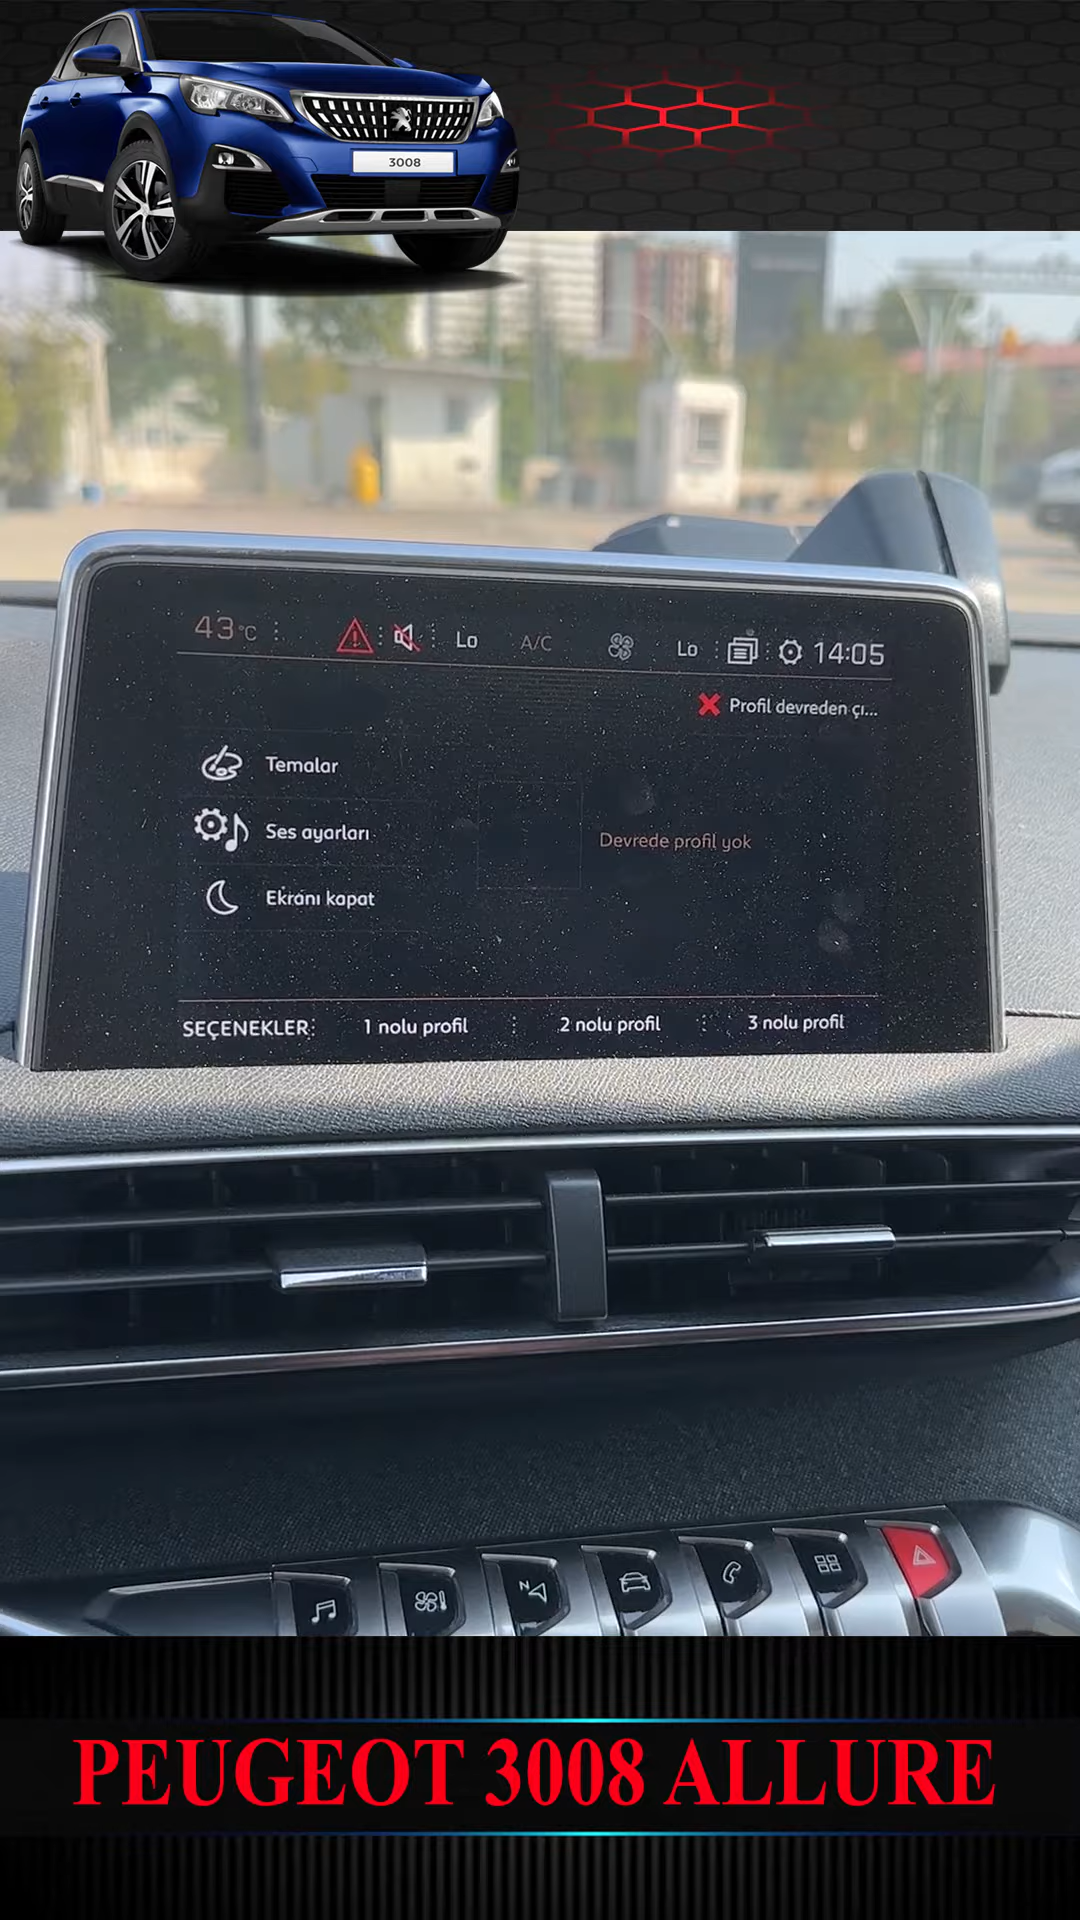 3008
43°C
Lo
A/C
Lo
14:05
Profil devreden çı...
Temalar
Ses ayarları
Devrede profil yok
Ekranı kapat
SEÇENEKLER
1 nolu profil
2 nolu profil
3 nolu profil
N
PEUGEOT 3008 ALLURE